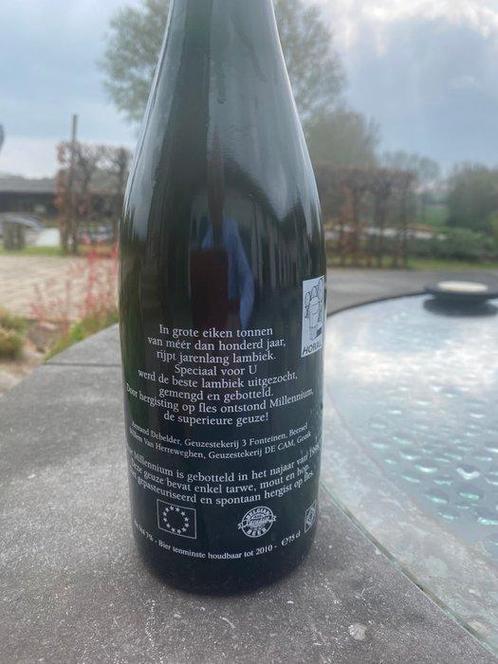 HORAL
In grote eiken tonnen
van méér dan honderd jaar,
rijpt jarenlang lambiek.
Speciaal voor U
werd de beste lambiek uitgezocht,
gemengd en gebotteld.
Door hergisting op fles ontstond Millennium,
de superieure geuze!
Armand Debelder, Geuzestekerij 3 Fonteinen, Beersel
Willem Van Herreweghen, Geuzestekerij DE CAM, Gooik
Millennium is gebotteld in het najaar van
Deze geuze bevat enkel tarwe, mout en hop,
gepasteuriseerd en spontaan hergist op fles.
BELGIAN
BEER
- Bier tenminste houdbaar tot 2010 - ℮75 cl